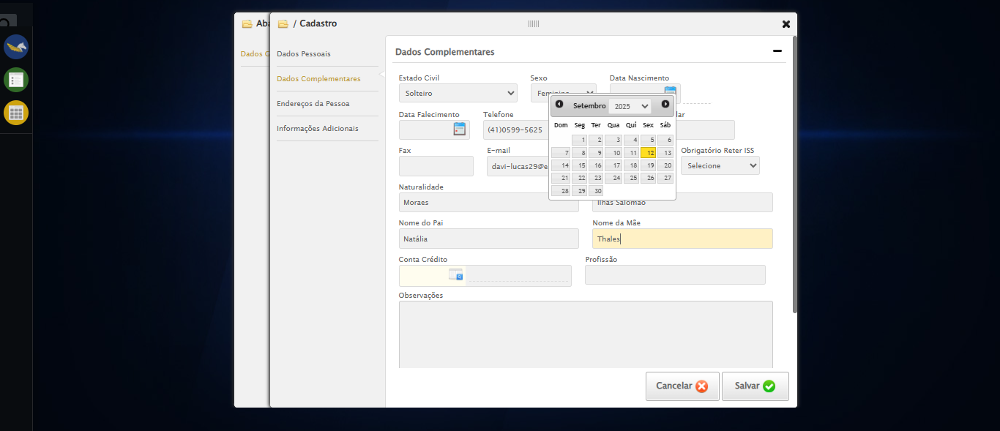 Aba
/ Cadastro
Dados C
Dados Pessoais
Dados Complementares
Endereços da Pessoa
Informações Adicionais
Dados Complementares
Estado Civil Sexo Data Nascimento
Solteiro Feminino
Setembro 2025
Dom Seg Ter Qua Qui Sex Sáb
1 2 3 4 5 6
7 8 9 10 11 12 13
14 15 16 17 18 19 20
21 22 23 24 25 26 27
28 29 30
Data Falecimento Telefone lar
(41)0599-5625
Fax E-mail Obrigatório Reter ISS
davi-lucas29@e Selecione
Naturalidade
Moraes Ilhas Salomão
Nome do Pai Nome da Mãe
Natália Thales
Conta Crédito Profissão
Observações
Cancelar Salvar